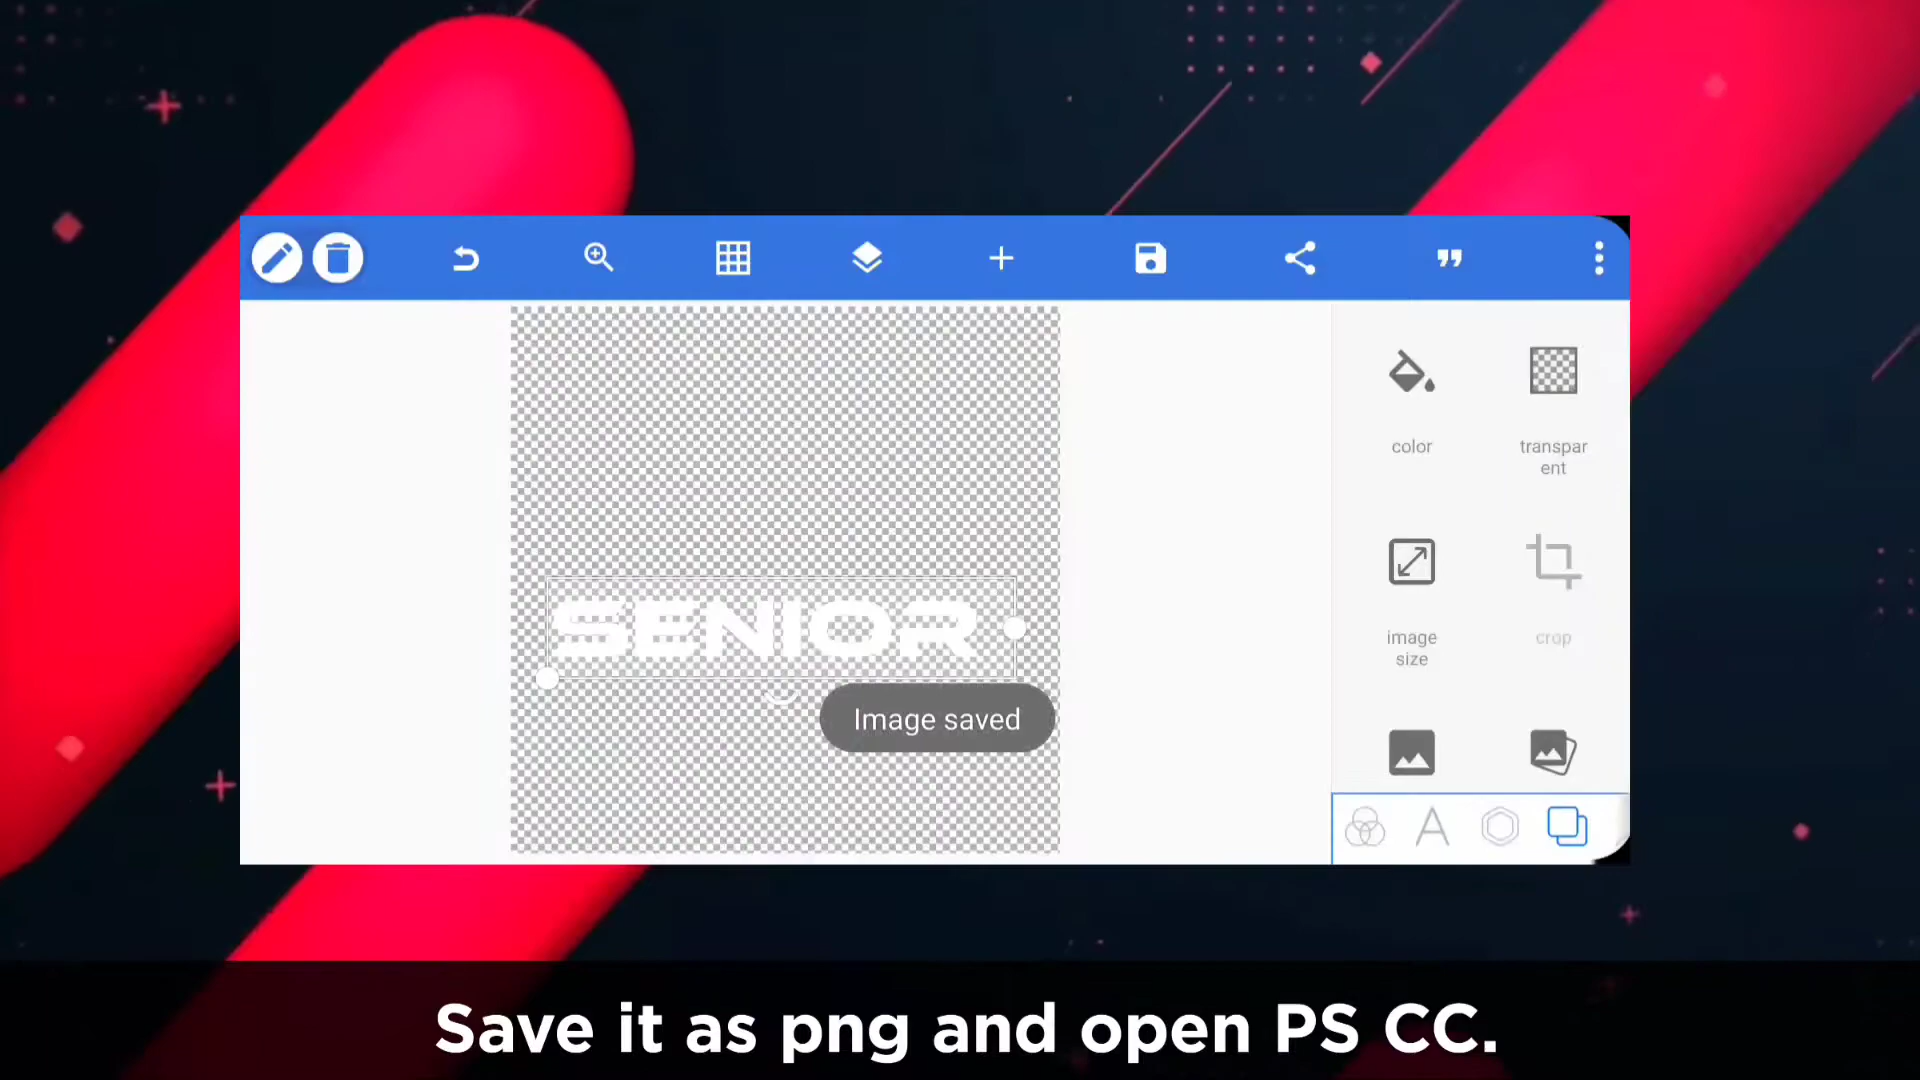 color
transpar
ent
image
size
crop
SENIOR
Image saved
Save it as png and open PS CC.